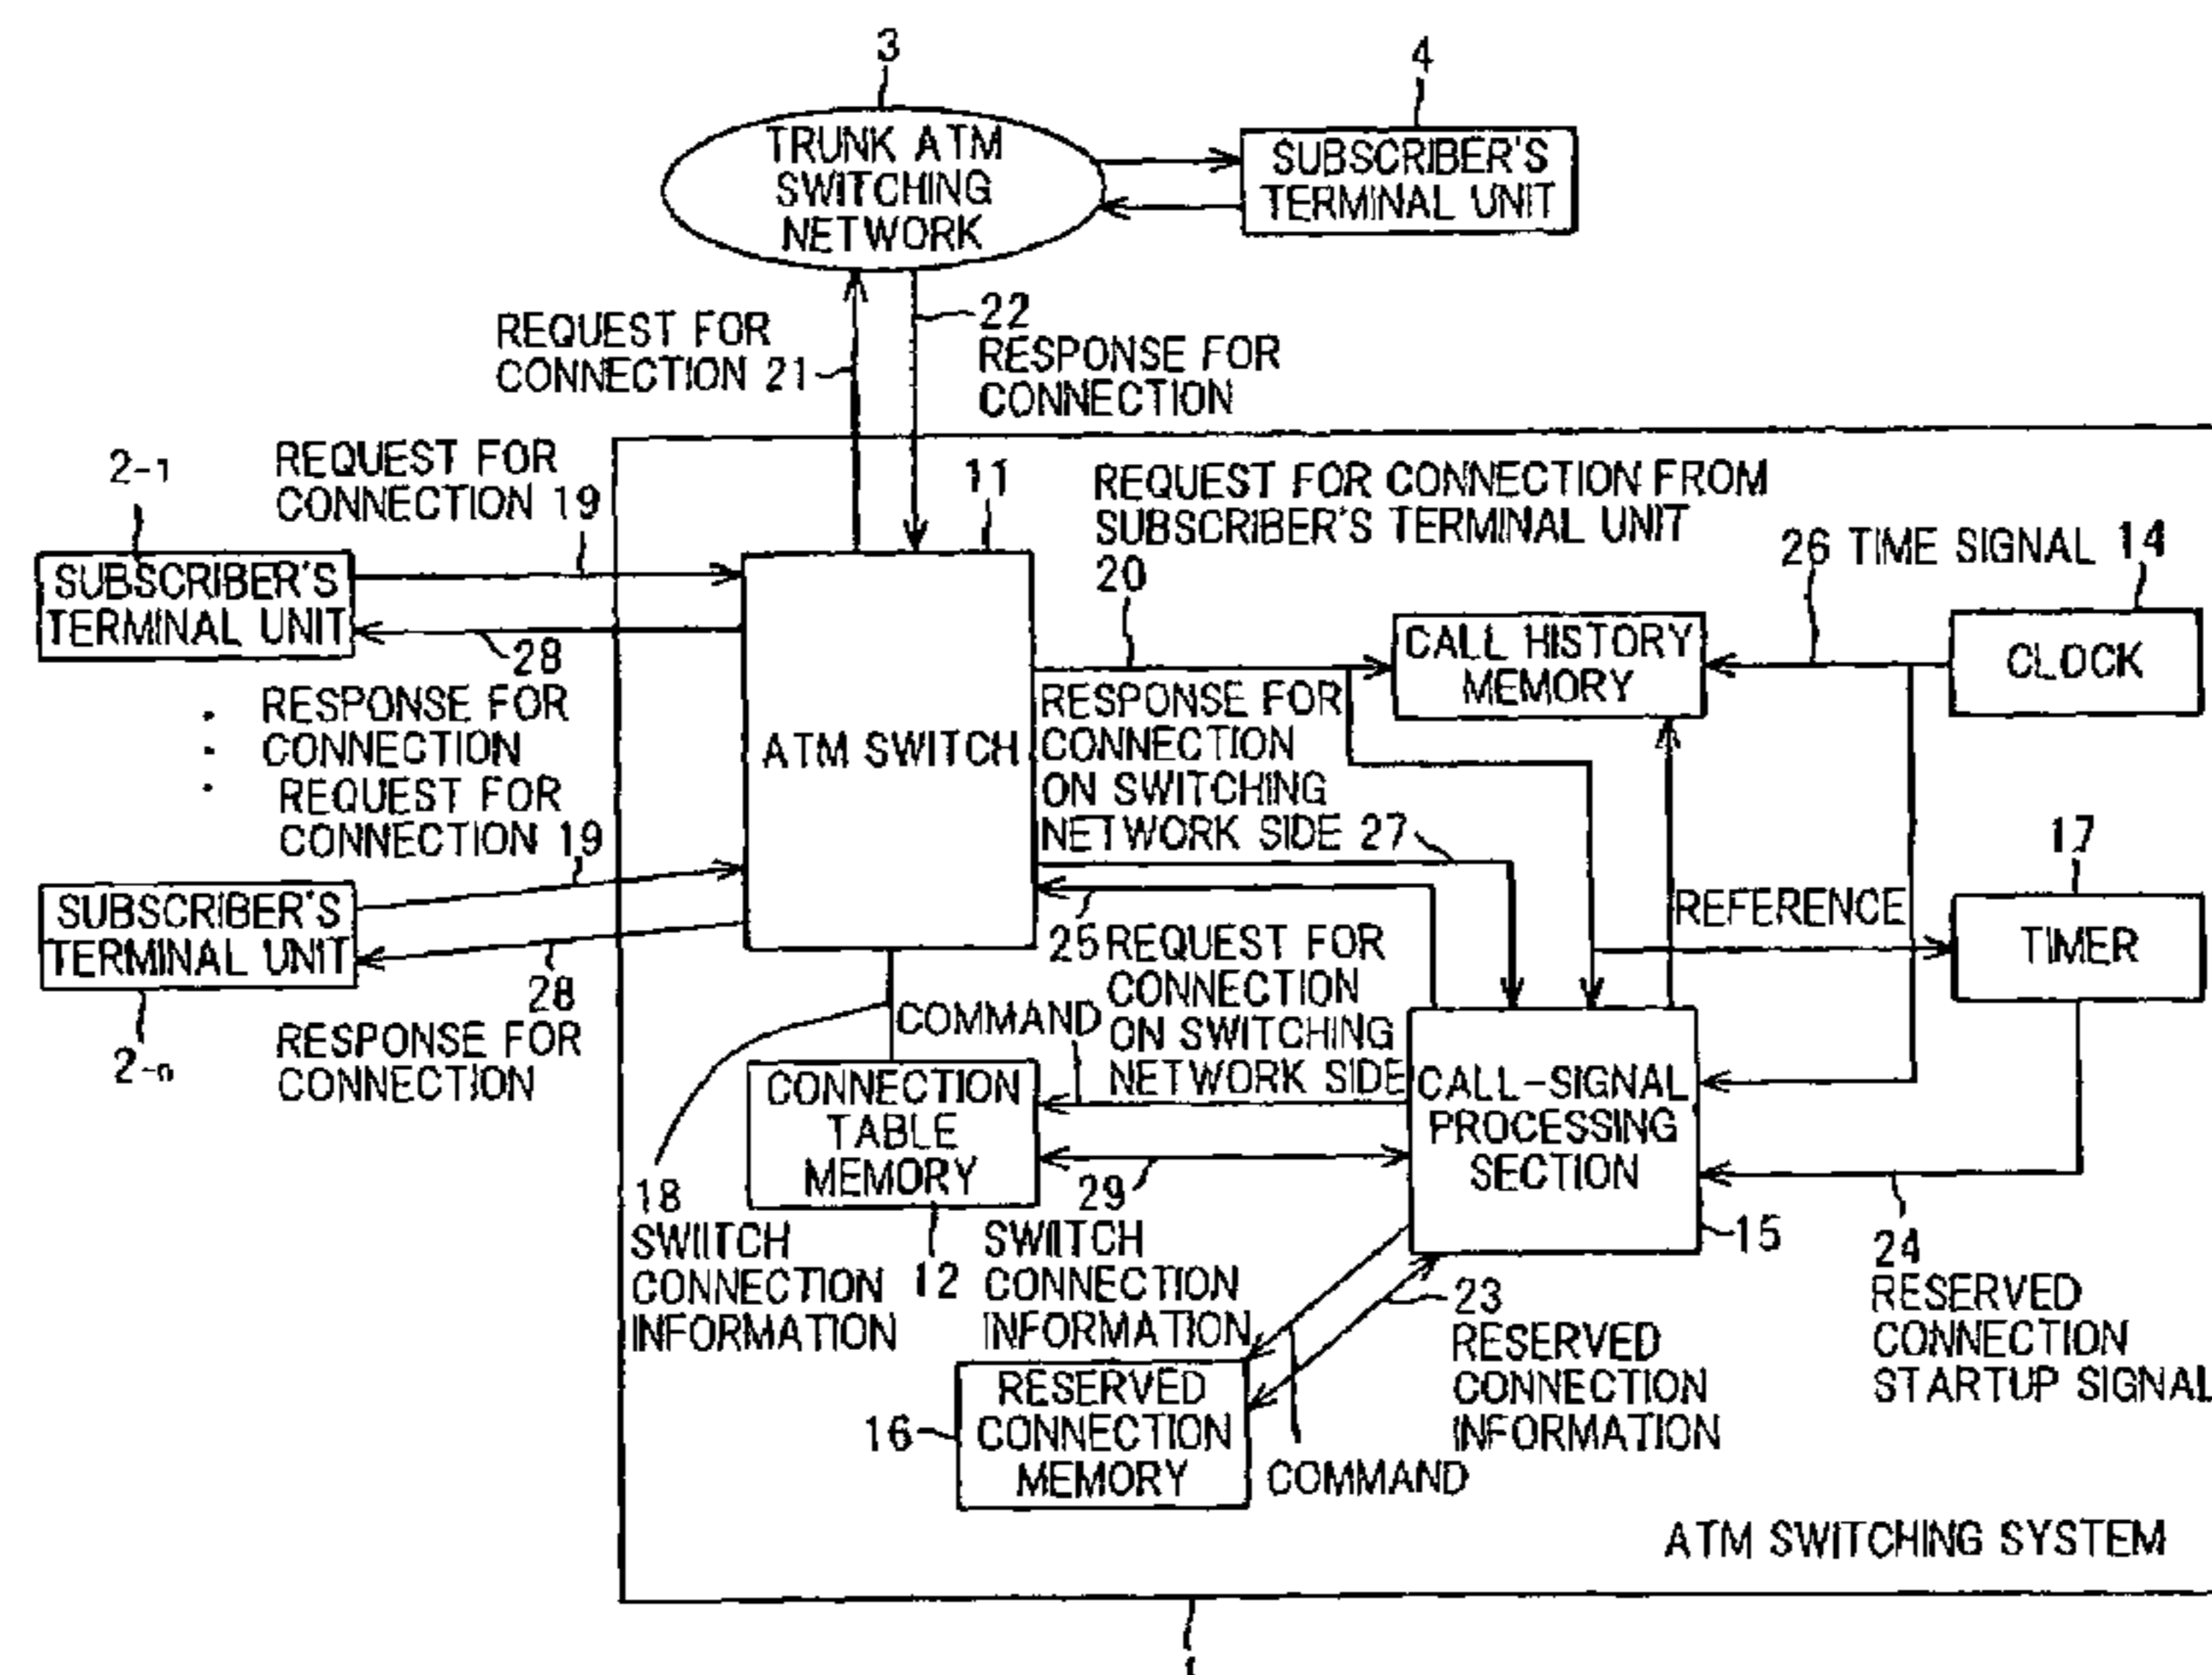 3
4
TRUNK ATM
SWITCHING
NETWORK
SUBSCRIBER'S
TERMINAL UNIT
REQUEST FOR
CONNECTION 21
22
RESPONSE FOR
CONNECTION
2-1
REQUEST FOR
CONNECTION 19
SUBSCRIBER'S
TERMINAL UNIT
28
RESPONSE FOR
CONNECTION
REQUEST FOR
CONNECTION 19
SUBSCRIBER'S
TERMINAL UNIT
2-n
28
RESPONSE FOR
CONNECTION
11
ATM SWITCH
REQUEST FOR CONNECTION FROM
SUBSCRIBER'S TERMINAL UNIT
20
CALL HISTORY
MEMORY
26 TIME SIGNAL
14
CLOCK
RESPONSE FOR
CONNECTION
ON SWITCHING
NETWORK SIDE 27
REFERENCE
17
TIMER
25 REQUEST FOR
CONNECTION
ON SWITCHING
NETWORK SIDE
COMMAND
CONNECTION
TABLE
MEMORY
12
18
SWIITCH
CONNECTION
INFORMATION
29
SWIITCH
CONNECTION
INFORMATION
CALL-SIGNAL
PROCESSING
SECTION
15
24
RESERVED
CONNECTION
STARTUP SIGNAL
23
RESERVED
CONNECTION
INFORMATION
RESERVED
CONNECTION
MEMORY
16
COMMAND
ATM SWITCHING SYSTEM
1